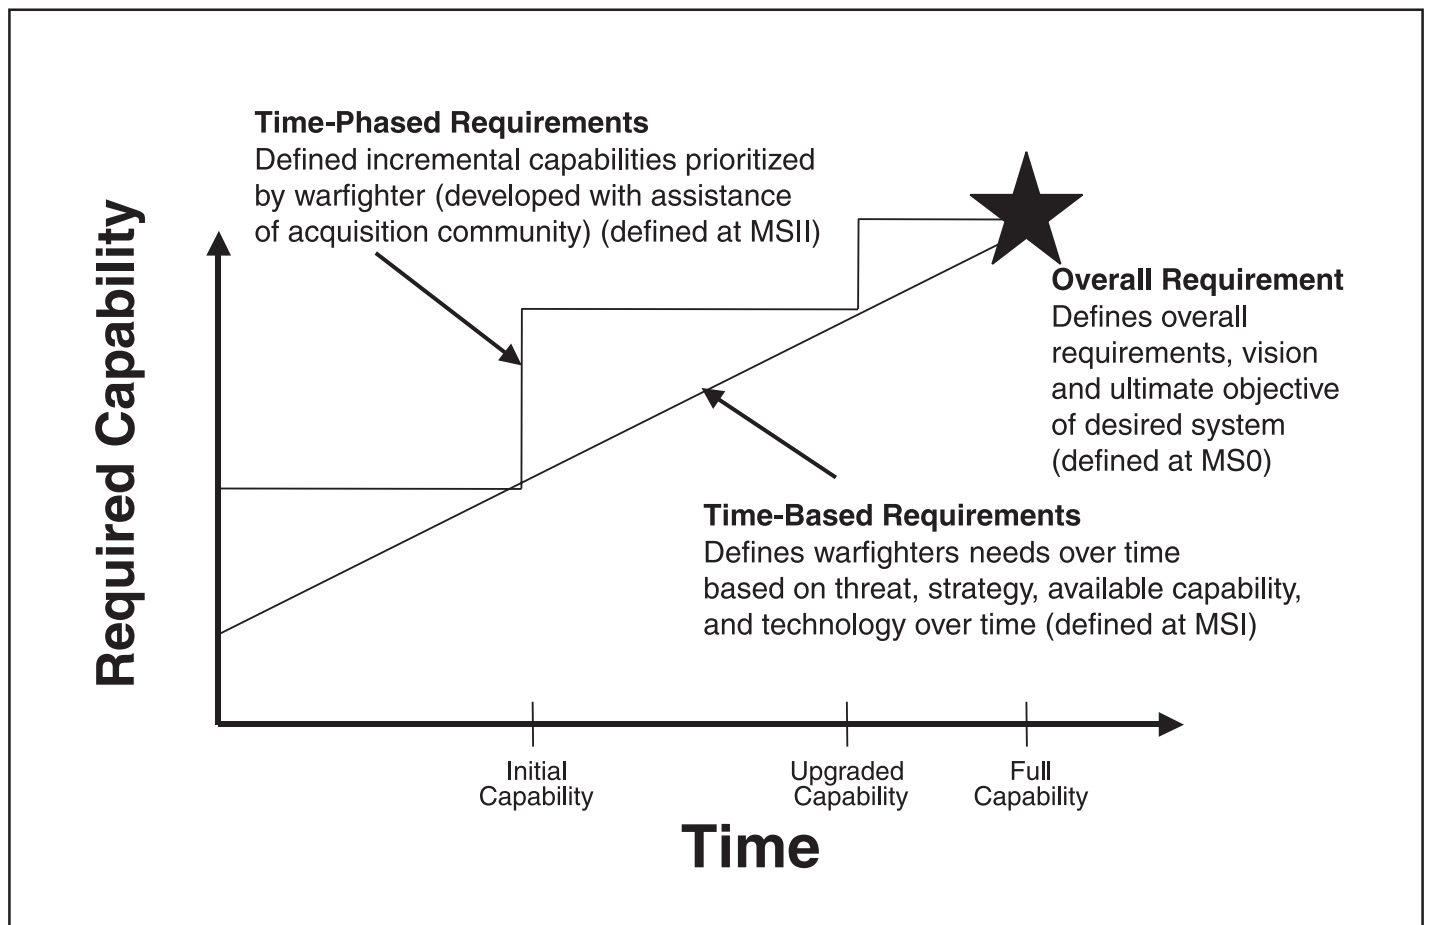 Time-Phased Requirements
Defined incremental capabilities prioritized
by warfighter (developed with assistance
of acquisition community) (defined at MSII)
Required Capability
Overall Requirement
Defines overall
requirements, vision
and ultimate objective
of desired system
(defined at MS0)
Time-Based Requirements
Defines warfighters needs over time
based on threat, strategy, available capability,
and technology over time (defined at MSI)
Initial
Capability
Upgraded
Capability
Full
Capability
Time